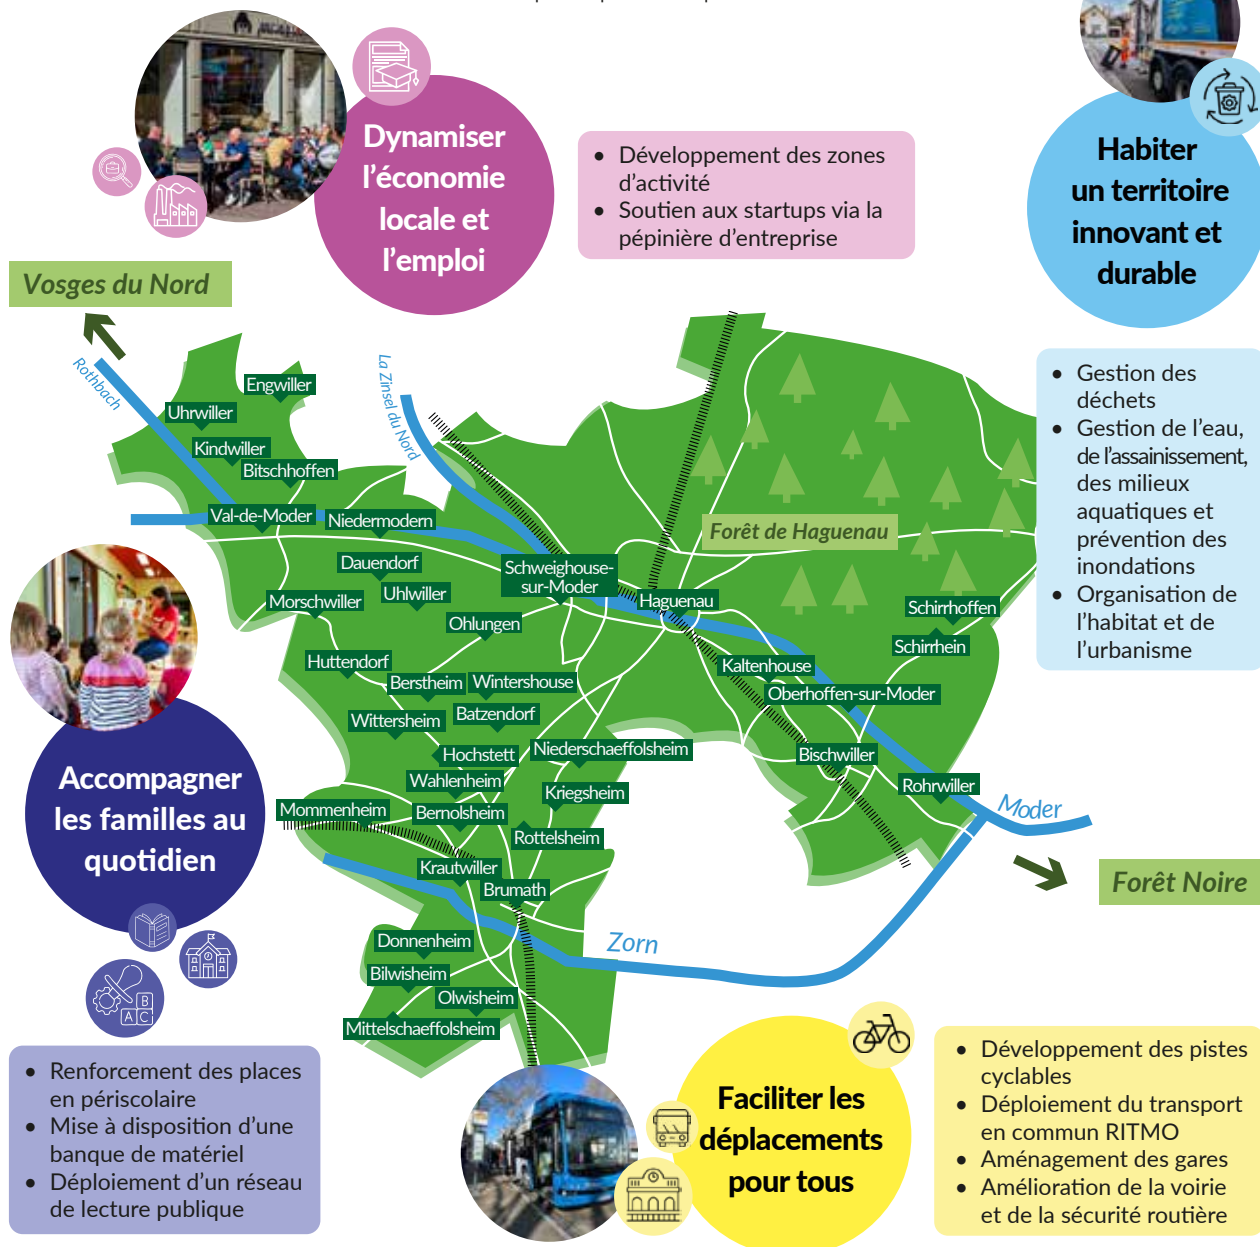 Dynamiser
l'économie
locale et
l'emploi
• Développement des zones
d'activité
• Soutien aux startups via la
pépinière d'entreprise
Habiter
un territoire
innovant et
durable
• Gestion des
déchets
• Gestion de l'eau,
de l'assainissement,
des milieux
aquatiques et
prévention des
inondations
• Organisation de
l'habitat et de
l'urbanisme
Vosges du Nord
Rothbach
La Zinsel du Nord
Engwiller
Uhrwiller
Kindwiller
Bitschhoffen
Val-de-Moder
Niedermodern
Forêt de Haguenau
Dauendorf
Uhlwiller
Schweighouse-
sur-Moder
Morschwiller
Haguenau
Ohlungen
Schirrhoffen
Schirrhein
Huttendorf
Berstheim
Wintershouse
Kaltenhouse
Oberhoffen-sur-Moder
Wittersheim
Batzendorf
Hochstett
Niederschaeffolsheim
Bischwiller
Wahlenheim
Kriegsheim
Rohrwiller
Mommenheim
Bernolsheim
Rottelsheim
Moder
Krautwiller
Brumath
Forêt Noire
Donnenheim
Zorn
Bilwisheim
Olwisheim
Mittelschaeffolsheim
Accompagner
les familles au
quotidien
B
A C
• Renforcement des places
en périscolaire
• Mise à disposition d'une
banque de matériel
• Déploiement d'un réseau
de lecture publique
Faciliter les
déplacements
pour tous
• Développement des pistes
cyclables
• Déploiement du transport
en commun RITMO
• Aménagement des gares
• Amélioration de la voirie
et de la sécurité routière